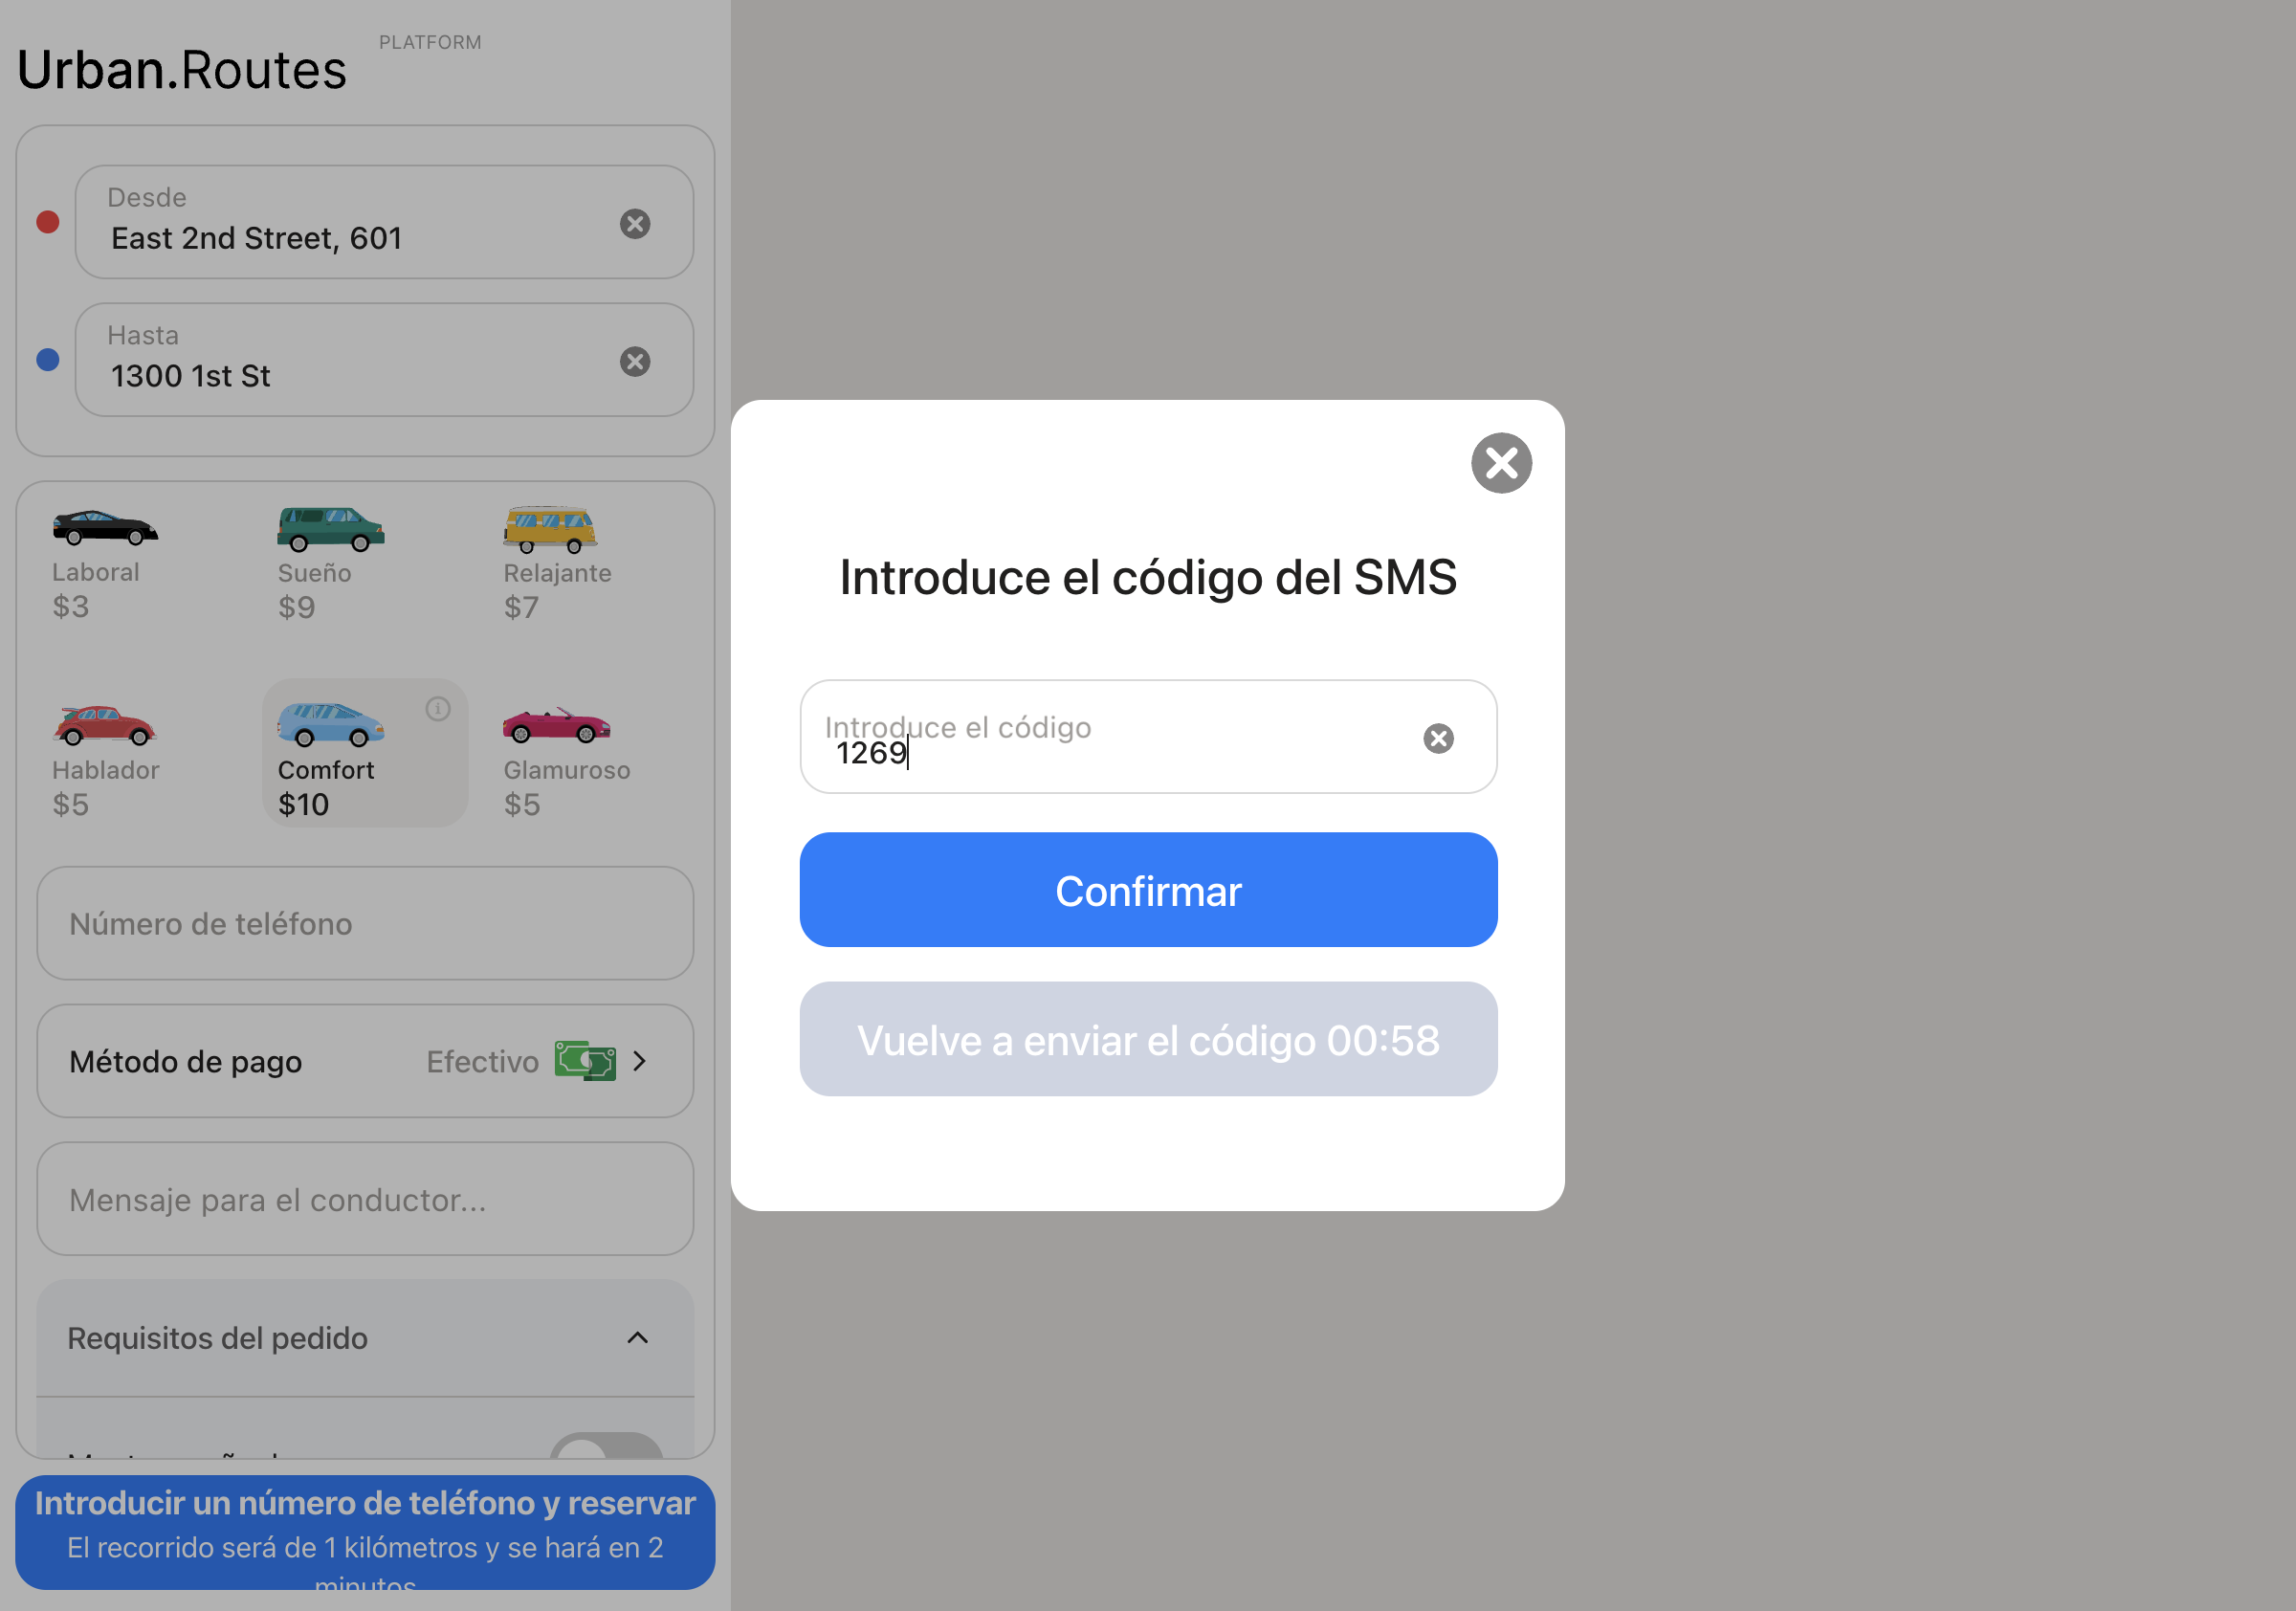 Urban.Routes
PLATFORM
Desde
East 2nd Street, 601
Hasta
1300 1st St
Laboral
$3
Sueño
$9
Relajante
$7
Hablador
$5
Comfort
$10
Glamuroso
$5
Número de teléfono
Método de pago
Efectivo
Mensaje para el conductor...
Requisitos del pedido
Introducir un número de teléfono y reservar
El recorrido será de 1 kilómetros y se hará en 2
minutos
Introduce el código del SMS
Introduce el código
1269
Confirmar
Vuelve a enviar el código 00:58